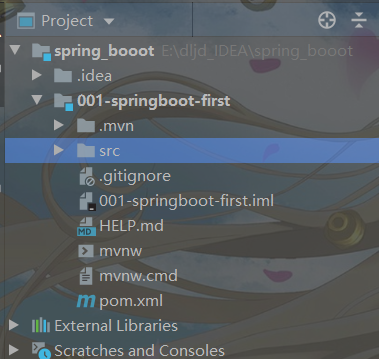 Project
spring_booot E:\dljd_IDEA\spring_booot
.idea
001-springboot-first
.mvn
src
.gitignore
001-springboot-first.iml
MD HELP.md
mvnw
mvnw.cmd
m pom.xml
External Libraries
Scratches and Consoles